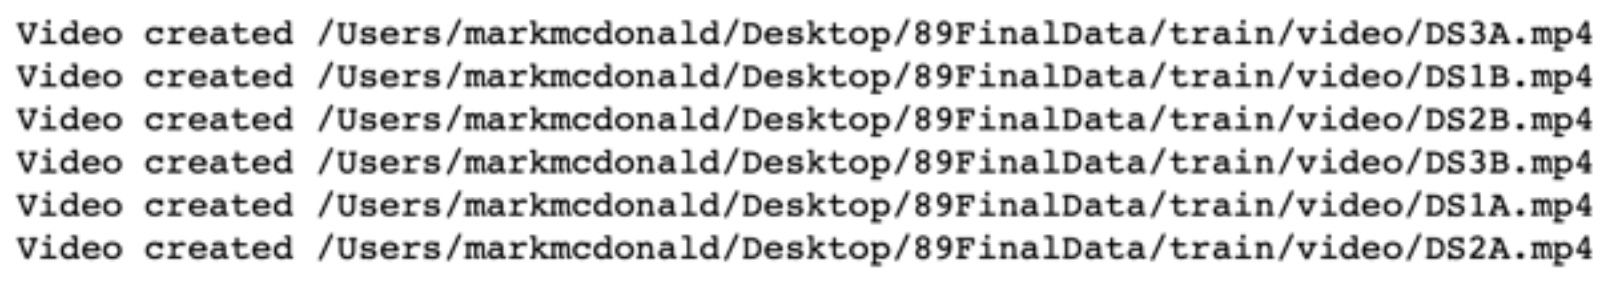 Video created /Users/markmcdonald/Desktop/89FinalData/train/video/DS3A.mp4
Video created /Users/markmcdonald/Desktop/89FinalData/train/video/DS1B.mp4
Video created /Users/markmcdonald/Desktop/89FinalData/train/video/DS2B.mp4
Video created /Users/markmcdonald/Desktop/89FinalData/train/video/DS3B.mp4
Video created /Users/markmcdonald/Desktop/89FinalData/train/video/DS1A.mp4
Video created /Users/markmcdonald/Desktop/89FinalData/train/video/DS2A.mp4